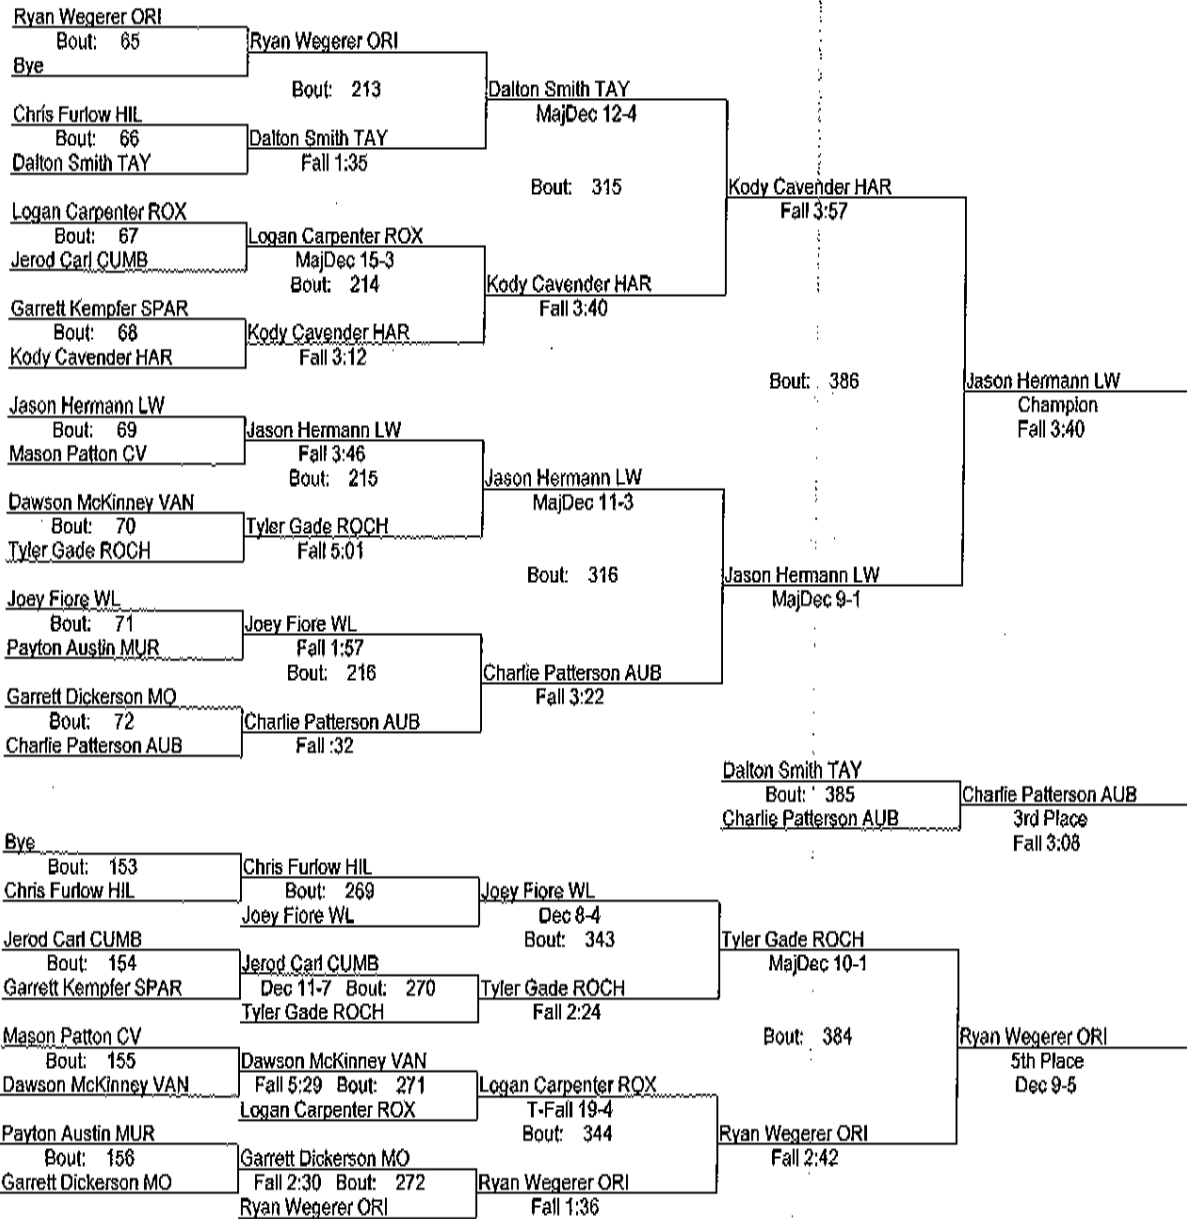 Ryan Wegerer ORI
Bout: 65
Bye
Ryan Wegerer ORI
Bout: 213
Chris Furlow HIL
Bout: 66
Dalton Smith TAY
Dalton Smith TAY
Fall 1:35
Dalton Smith TAY
MajDec 12-4
Bout: 315
Logan Carpenter ROX
Bout: 67
Jerod Carl CUMB
Logan Carpenter ROX
MajDec 15-3
Bout: 214
Garrett Kempfer SPAR
Bout: 68
Kody Cavender HAR
Kody Cavender HAR
Fall 3:12
Kody Cavender HAR
Fall 3:40
Kody Cavender HAR
Fall 3:57
Bout: 386
Jason Hermann LW
Champion
Fall 3:40
Jason Hermann LW
Bout: 69
Mason Patton CV
Jason Hermann LW
Fall 3:46
Bout: 215
Dawson McKinney VAN
Bout: 70
Tyler Gade ROCH
Tyler Gade ROCH
Fall 5:01
Jason Hermann LW
MajDec 11-3
Bout: 316
Jason Hermann LW
MajDec 9-1
Joey Fiore WL
Bout: 71
Payton Austin MUR
Joey Fiore WL
Fall 1:57
Bout: 216
Garrett Dickerson MO
Bout: 72
Charlie Patterson AUB
Charlie Patterson AUB
Fall :32
Charlie Patterson AUB
Fall 3:22
Dalton Smith TAY
Bout: 385
Charlie Patterson AUB
Charlie Patterson AUB
3rd Place
Fall 3:08
Bye
Bout: 153
Chris Furlow HIL
Chris Furlow HIL
Bout: 269
Joey Fiore WL
Joey Fiore WL
Dec 8-4
Bout: 343
Jerod Carl CUMB
Bout: 154
Garrett Kempfer SPAR
Jerod Carl CUMB
Dec 11-7 Bout: 270
Tyler Gade ROCH
Tyler Gade ROCH
Fall 2:24
Tyler Gade ROCH
MajDec 10-1
Bout: 384
Ryan Wegerer ORI
5th Place
Dec 9-5
Mason Patton CV
Bout: 155
Dawson McKinney VAN
Dawson McKinney VAN
Fall 5:29 Bout: 271
Logan Carpenter ROX
Logan Carpenter ROX
T-Fall 19-4
Bout: 344
Payton Austin MUR
Bout: 156
Garrett Dickerson MO
Garrett Dickerson MO
Fall 2:30 Bout: 272
Ryan Wegerer ORI
Ryan Wegerer ORI
Fall 1:36
Ryan Wegerer ORI
Fall 2:42